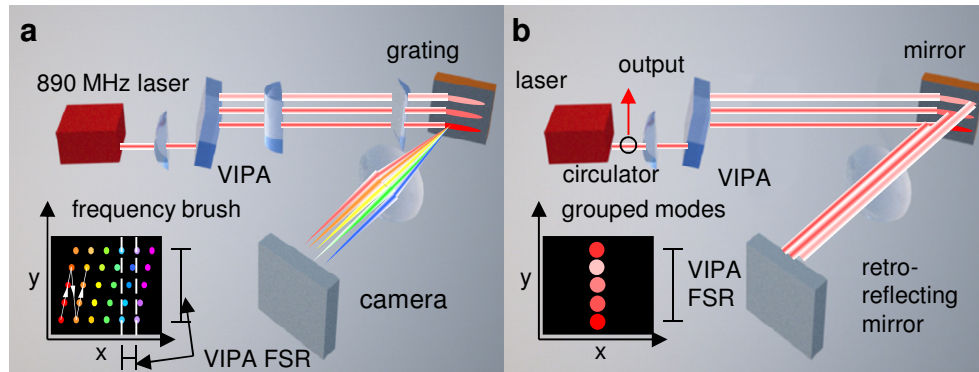 a
grating
890 MHz laser
VIPA
frequency brush
y
x
VIPA FSR
camera
b
mirror
output
laser
circulator
VIPA
grouped modes
y
x
VIPA
FSR
retro-
reflecting
mirror